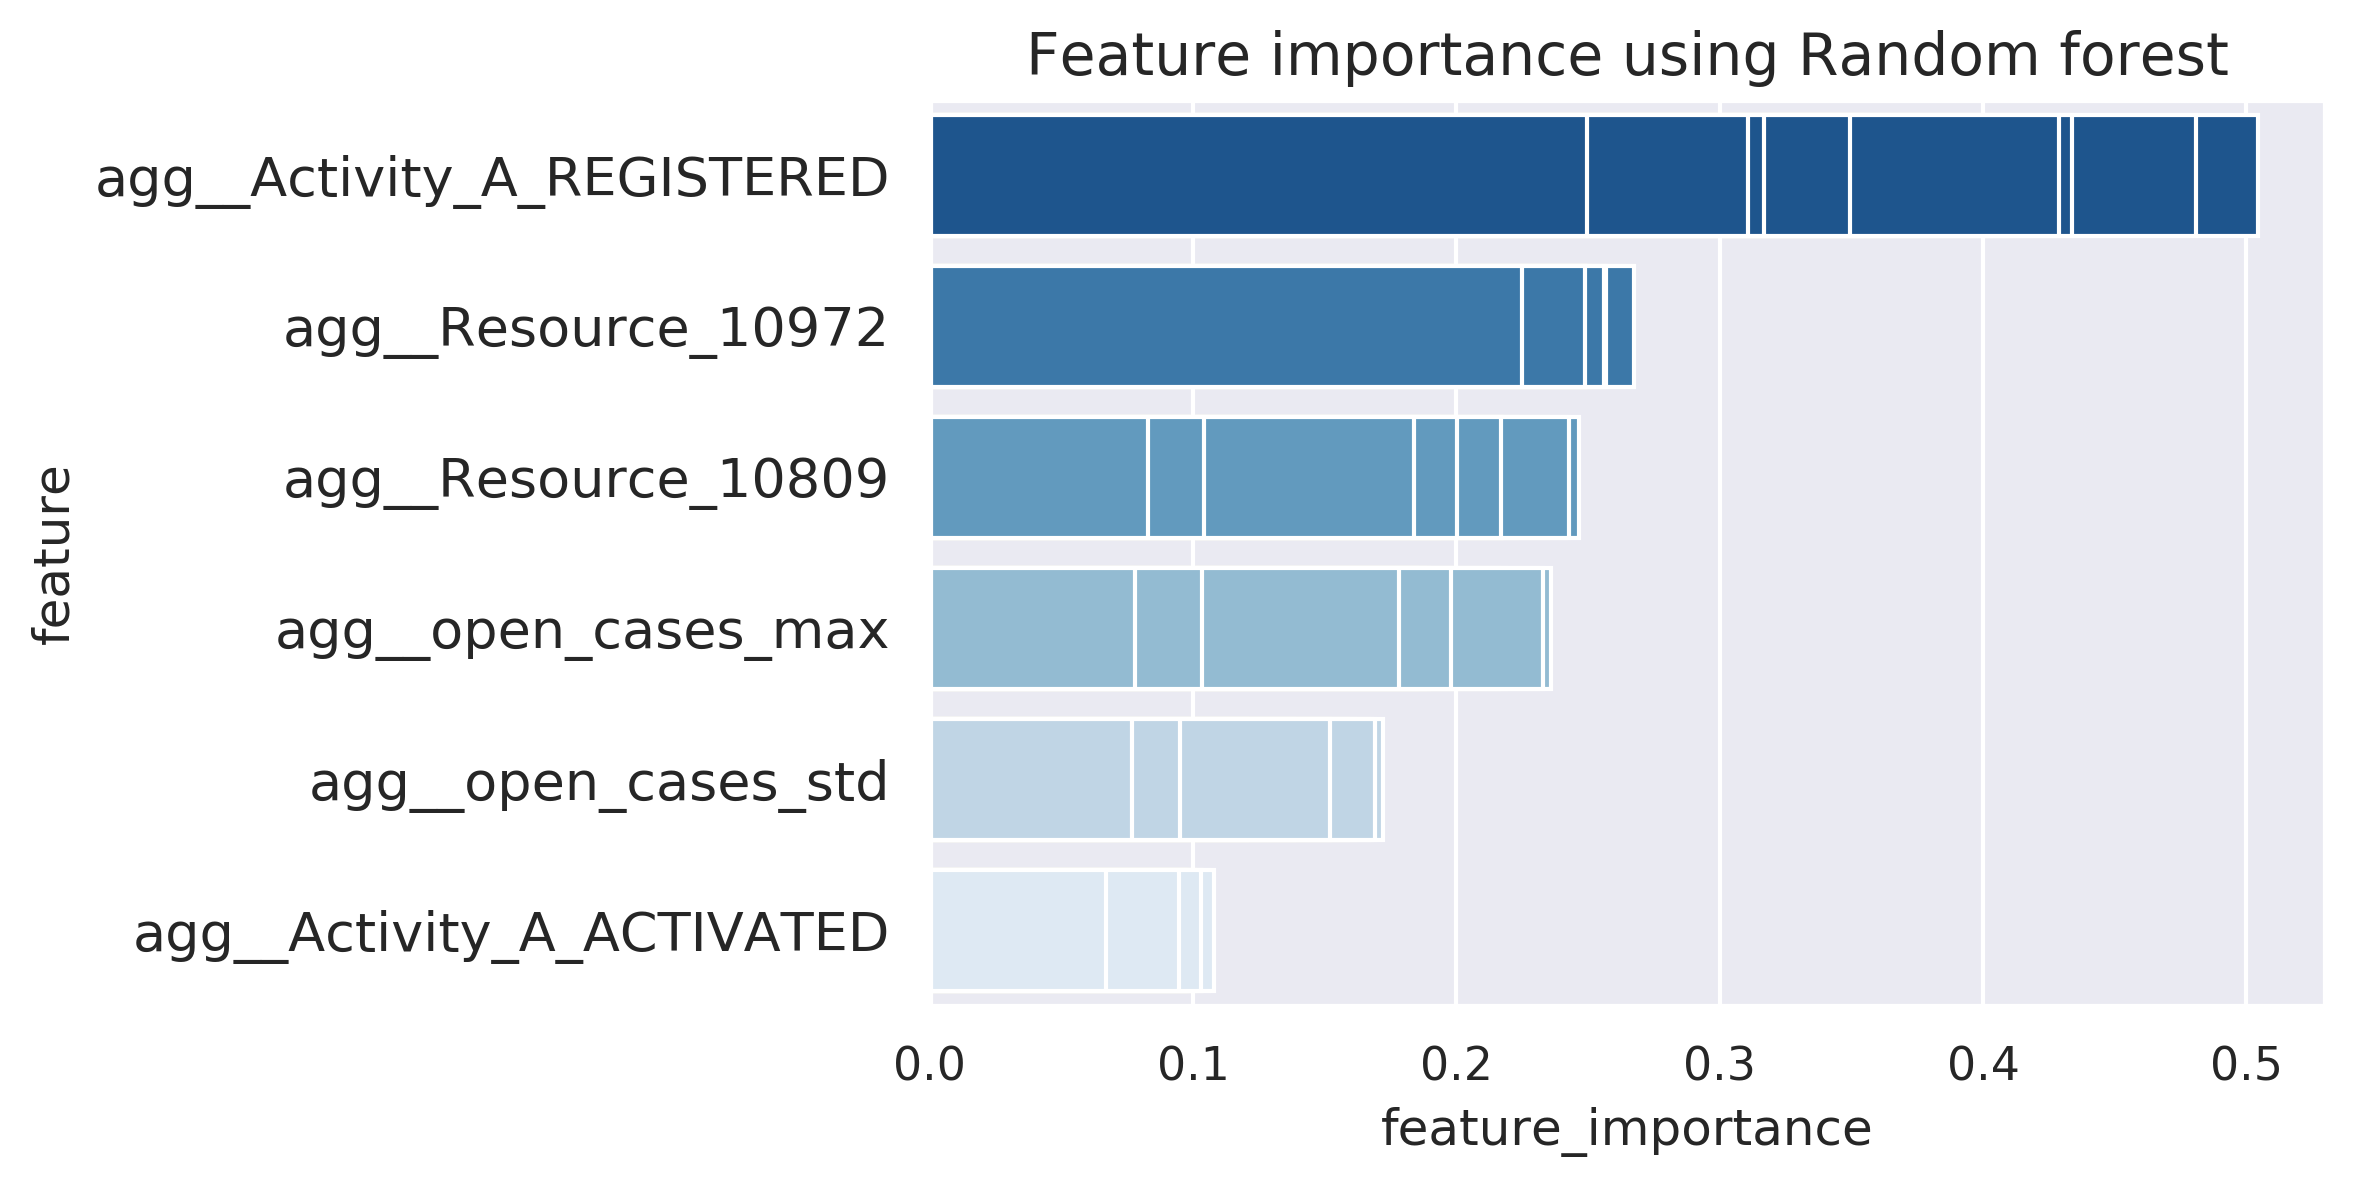 Feature importance using Random forest
agg__Activity_A_REGISTERED
agg__Resource_10972
agg__Resource_10809
agg__open_cases_max
agg__open_cases_std
agg__Activity_A_ACTIVATED
feature
0.0 0.1 0.2 0.3 0.4 0.5
feature_importance